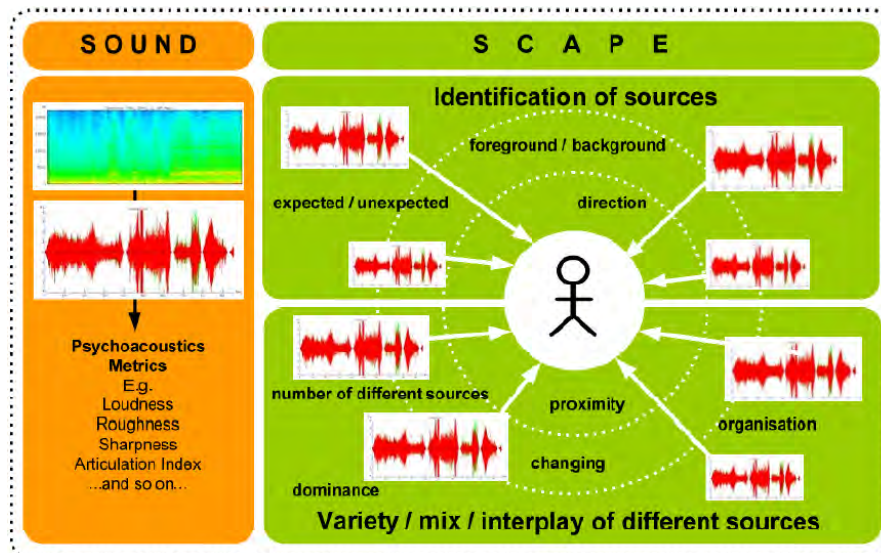 SOUND
SCAPE
Identification of sources
foreground / background
expected / unexpected
direction
Psychoacoustics
Metrics
E.g.
Loudness
Roughness
Sharpness
Articulation Index
...and so on...
number of different sources
proximity
organisation
changing
dominance
Variety / mix / interplay of different sources